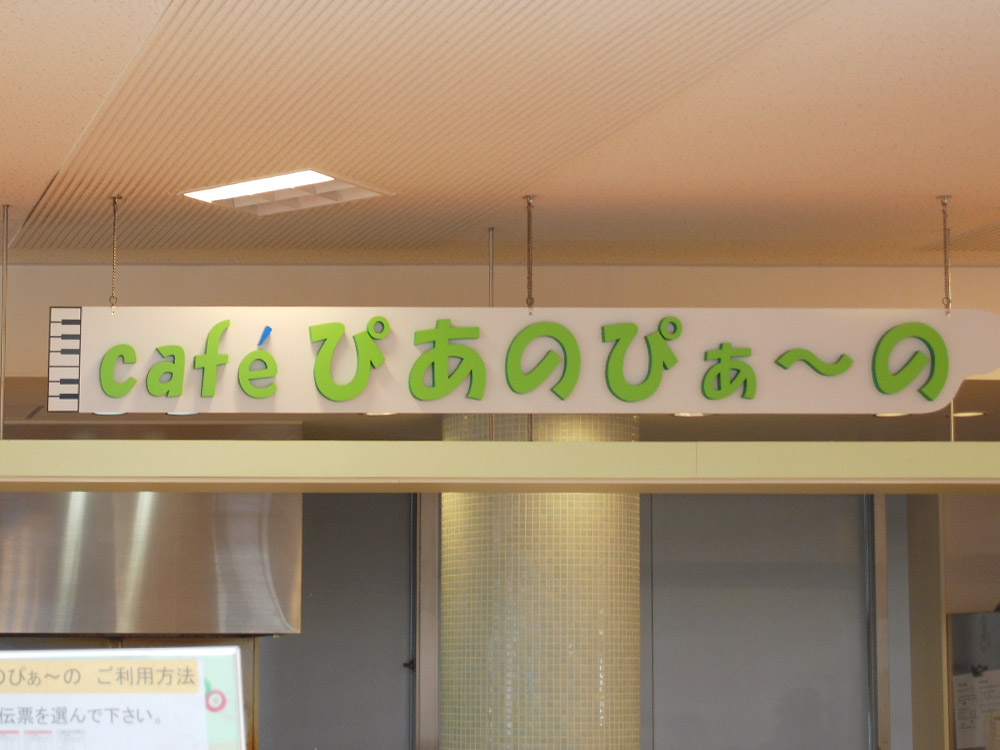 café ぴあのぴぁ～の
のぴぁ～の ご利用方法
伝票を選んで下さい。